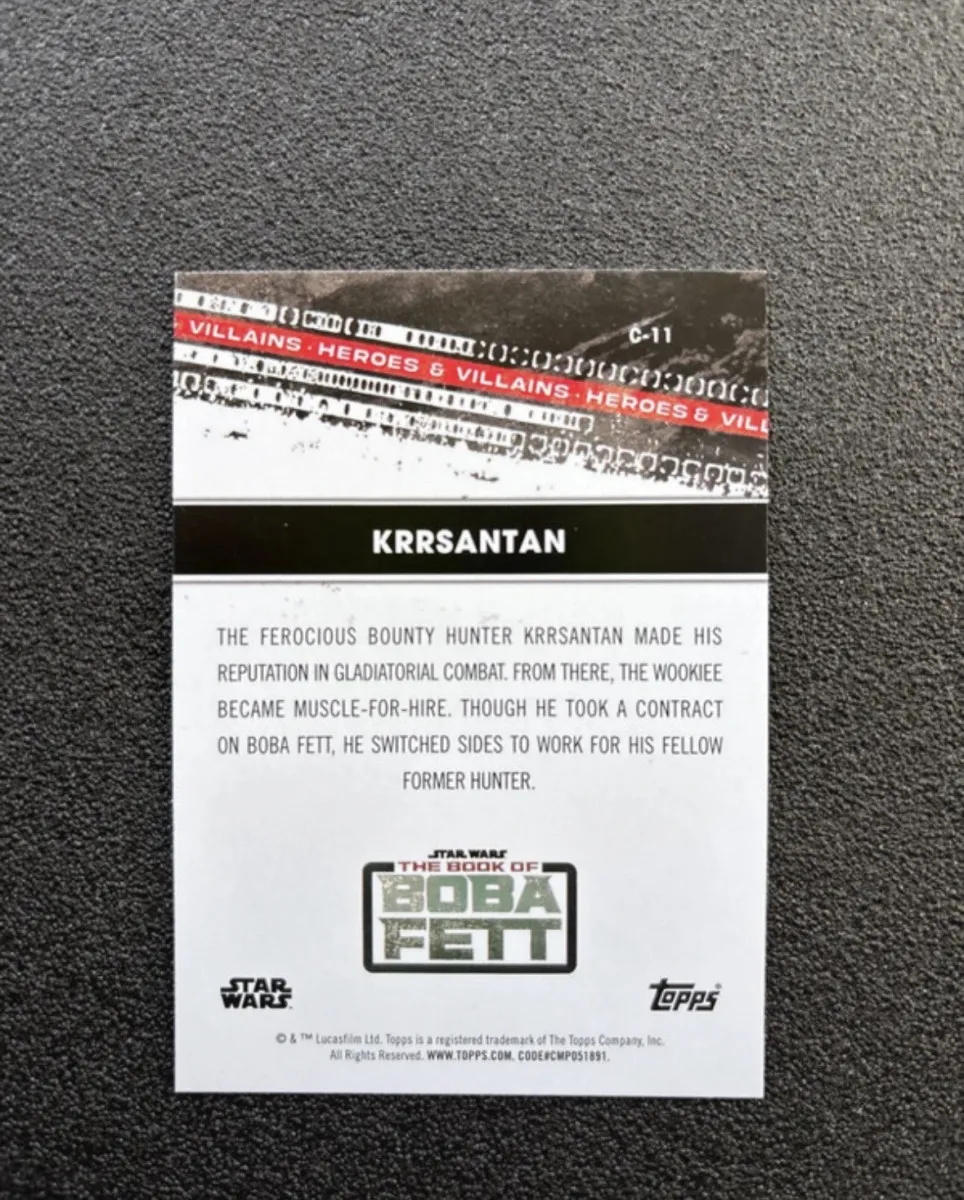 C-11
VILLAINS · HEROES & VILLAINS · HEROES & VILL
KRRSANTAN
THE FEROCIOUS BOUNTY HUNTER KRRSANTAN MADE HIS
REPUTATION IN GLADIATORIAL COMBAT. FROM THERE, THE WOOKIEE
BECAME MUSCLE-FOR-HIRE. THOUGH HE TOOK A CONTRACT
ON BOBA FETT, HE SWITCHED SIDES TO WORK FOR HIS FELLOW
FORMER HUNTER.
STAR WARS
THE BOOK OF
BOBA
FETT
STAR
WARS
topps®
© & ™ Lucasfilm Ltd. Topps is a registered trademark of The Topps Company, Inc.
All Rights Reserved. WWW.TOPPS.COM. CODE#CMP051891.